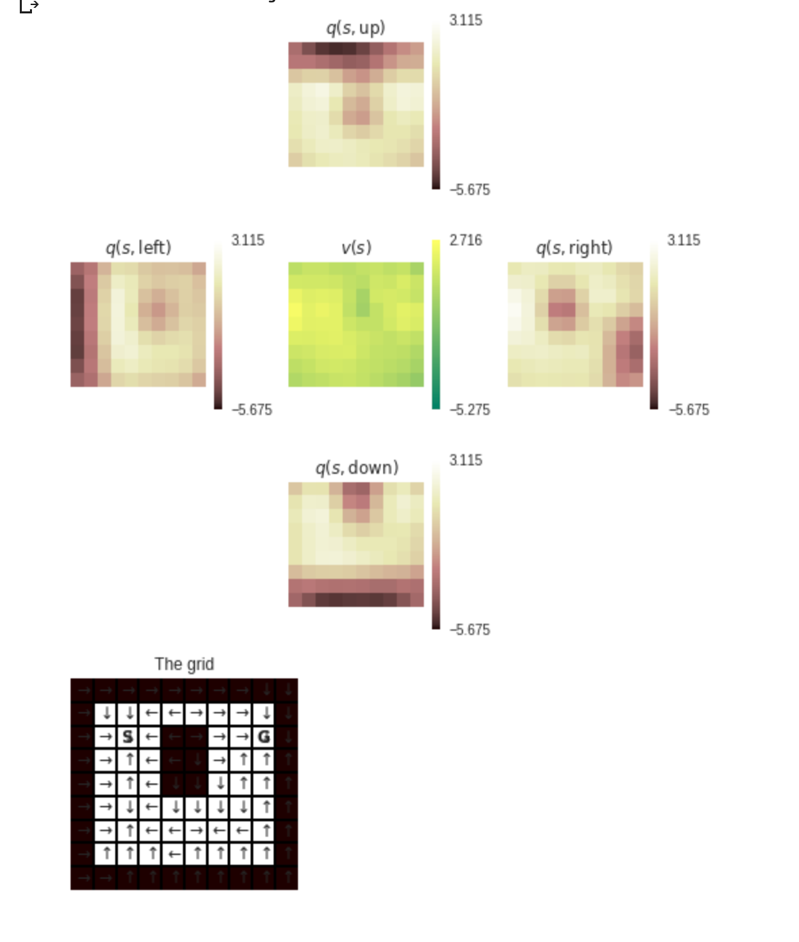 q(s, up)
3.115
−5.675
q(s, left)
3.115
−5.675
v(s)
2.716
−5.275
q(s, right)
3.115
−5.675
q(s, down)
3.115
−5.675
The grid
S G